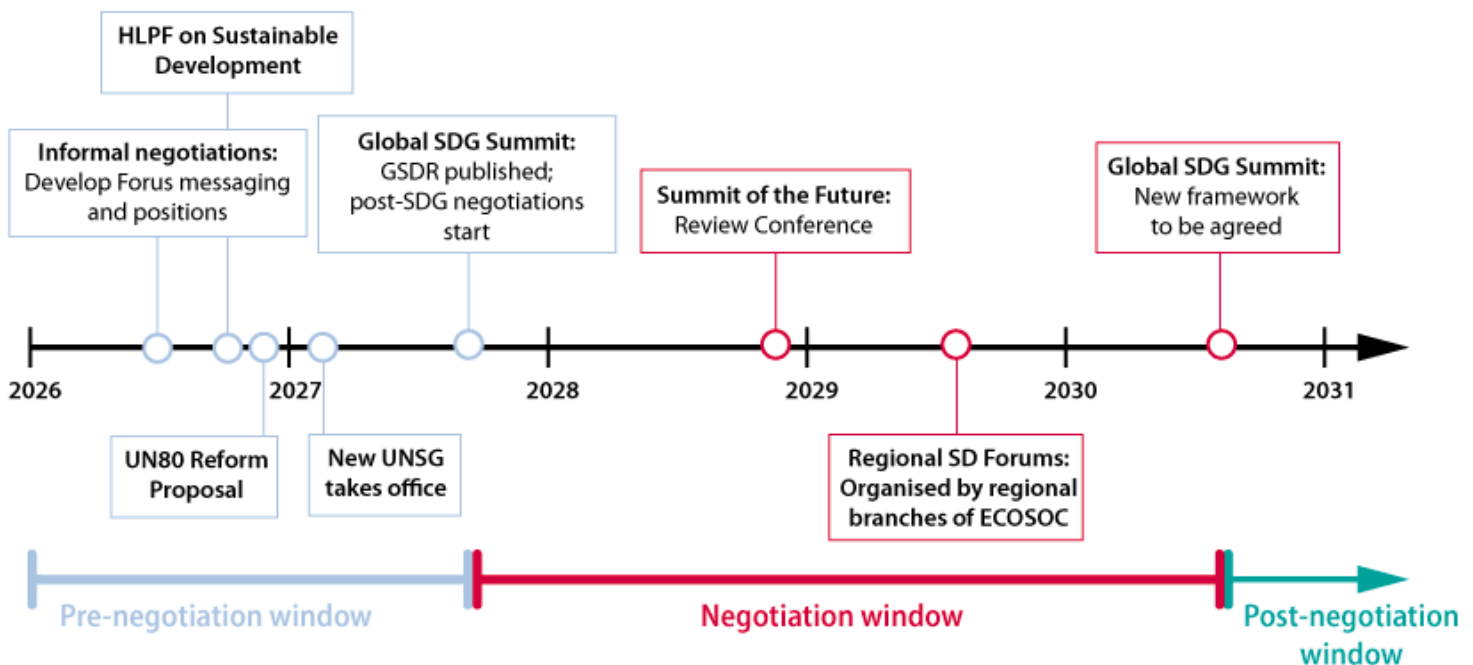 HLPF on Sustainable
Development
Informal negotiations:
Develop Forus messaging
and positions
Global SDG Summit:
GSDR published;
post-SDG negotiations
start
Summit of the Future:
Review Conference
Global SDG Summit:
New framework
to be agreed
2026
2027
2028
2029
2030
2031
UN80 Reform
Proposal
New UNSG
takes office
Regional SD Forums:
Organised by regional
branches of ECOSOC
Pre-negotiation window
Negotiation window
Post-negotiation
window